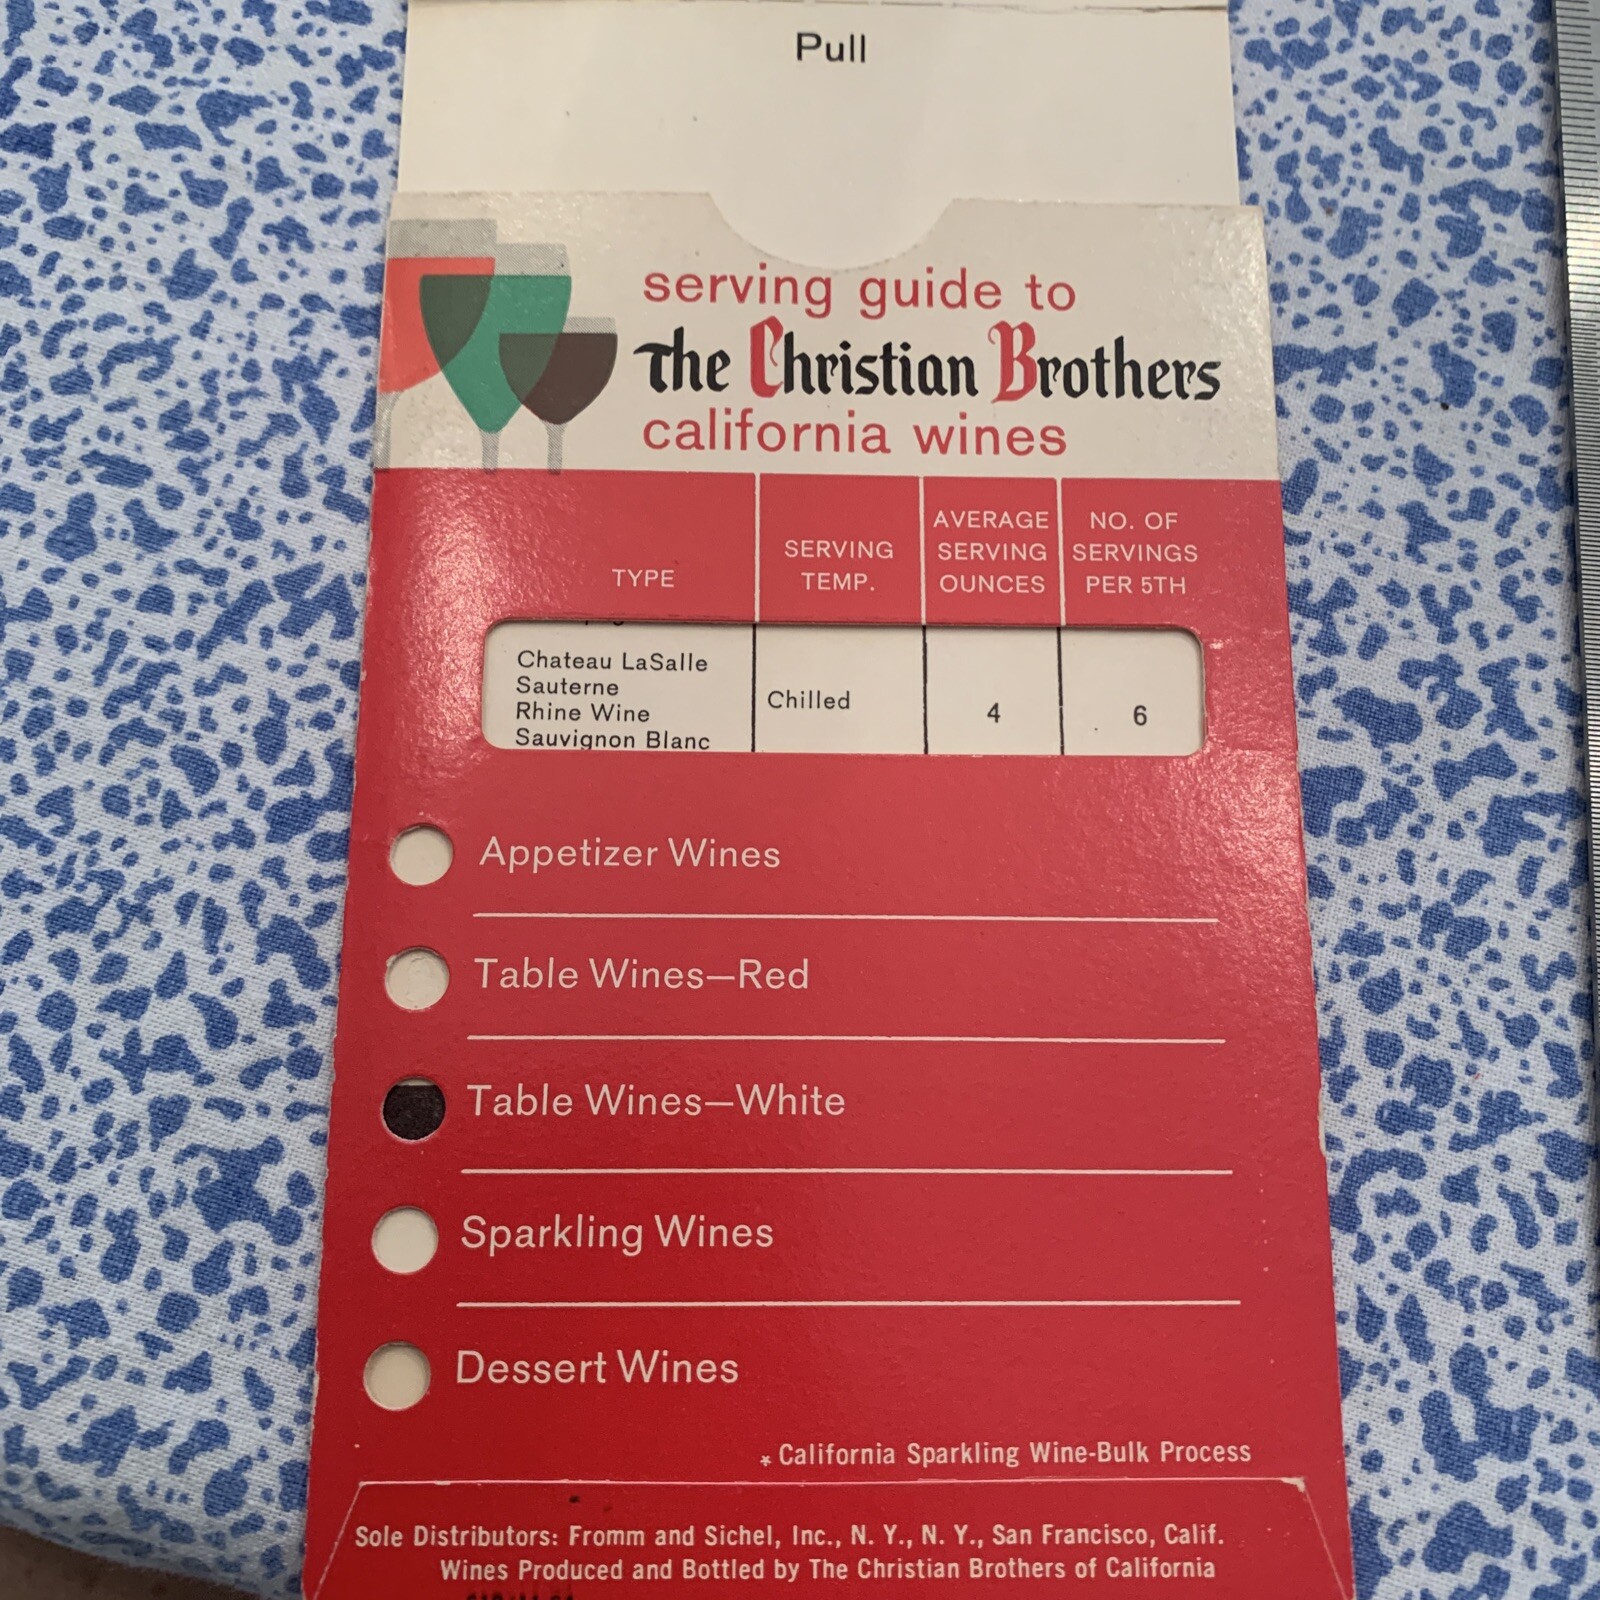 Pull
serving guide to
The Christian Brothers
california wines
TYPE
SERVING
TEMP.
AVERAGE
SERVING
OUNCES
NO. OF
SERVINGS
PER 5TH
Chateau LaSalle
Sauterne
Rhine Wine
Sauvignon Blanc
Chilled
4
6
Appetizer Wines
Table Wines—Red
Table Wines—White
Sparkling Wines
Dessert Wines
* California Sparkling Wine-Bulk Process
Sole Distributors: Fromm and Sichel, Inc., N. Y., N. Y., San Francisco, Calif.
Wines Produced and Bottled by The Christian Brothers of California